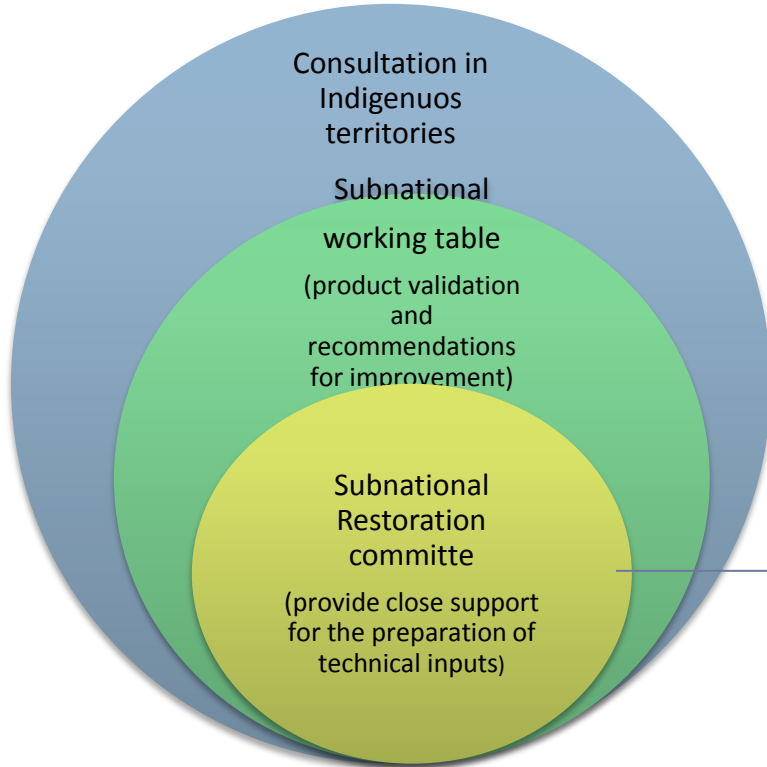 Consultation in
Indigenuos
territories
Subnational
working table
(product validation
and
recommendations
for improvement)
Subnational
Restoration
committe
(provide close support
for the preparation of
technical inputs)